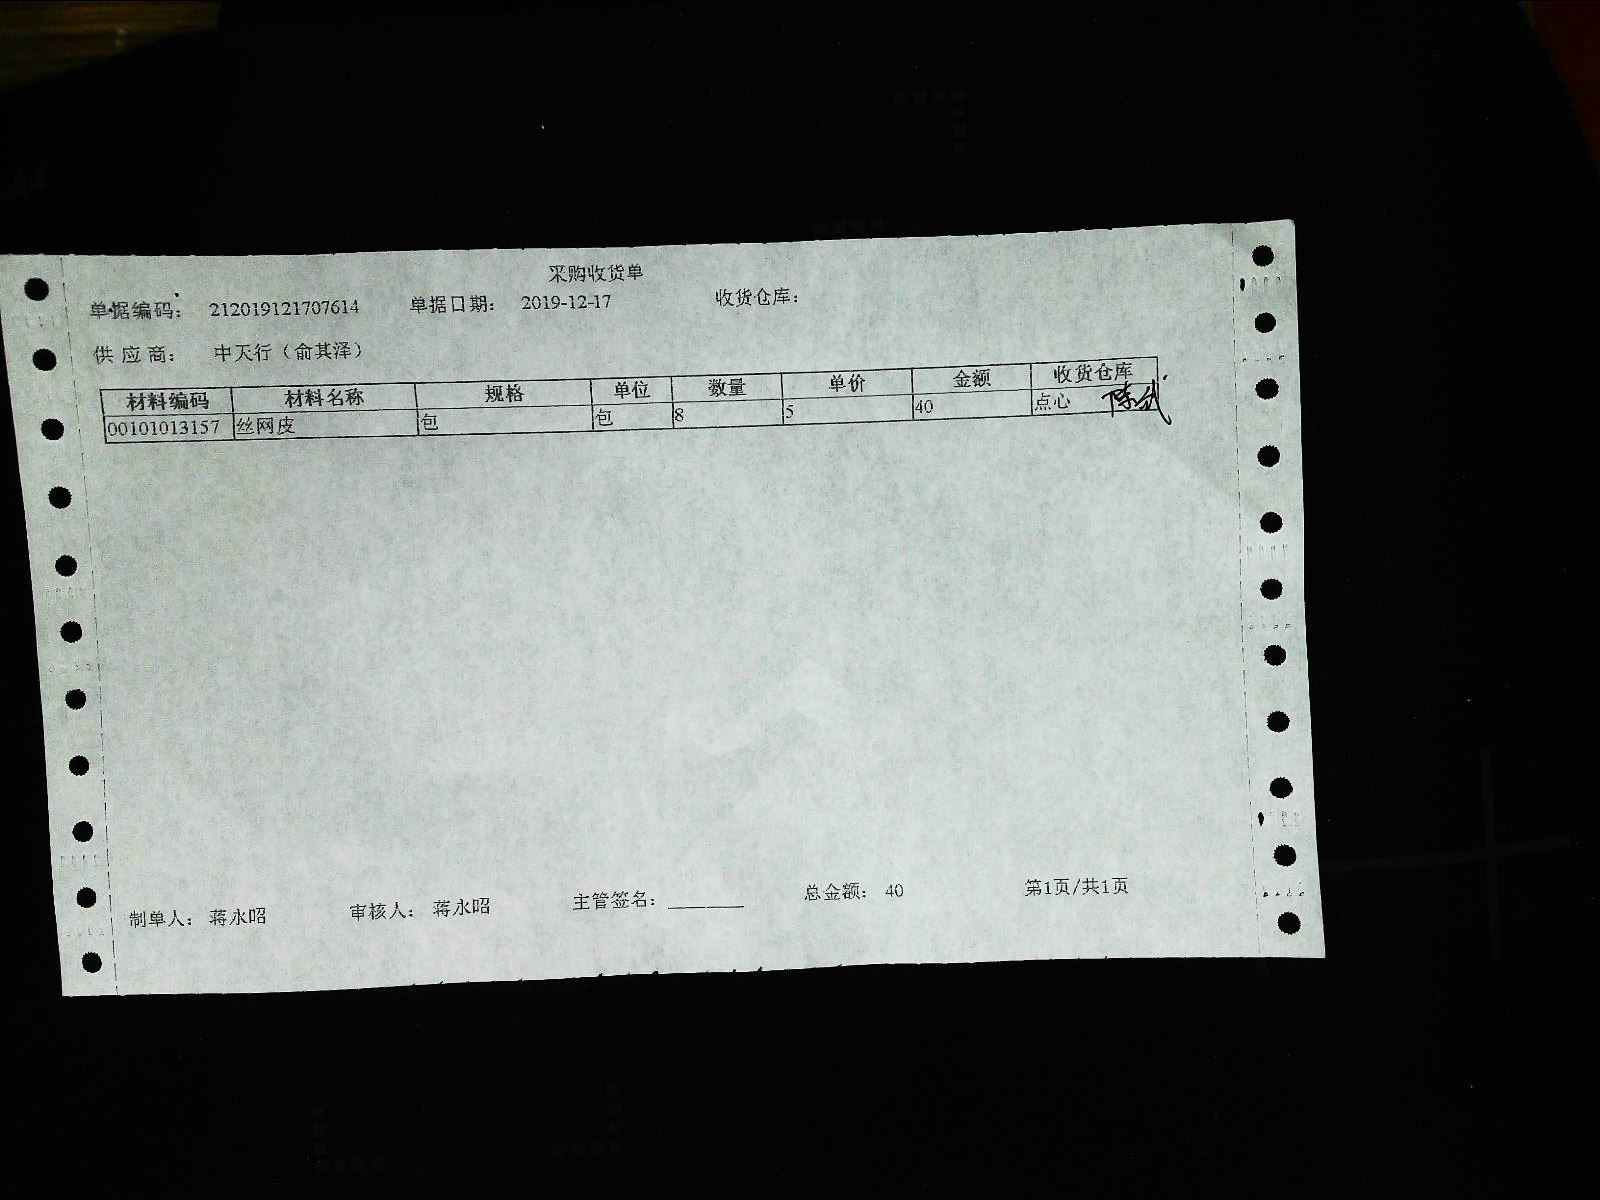 采购收货单
单据编码： 212019121707614 单据日期： 2019-12-17 收货仓库：
供 应 商： 中天行（俞其泽）
材料编码 材料名称 规格 单位 数量 单价 金额 收货仓库
00101013157 丝网皮 包 包 8 5 40 点心
制单人： 蒋永昭 审核人： 蒋永昭 主管签名： 总金额： 40 第1页/共1页